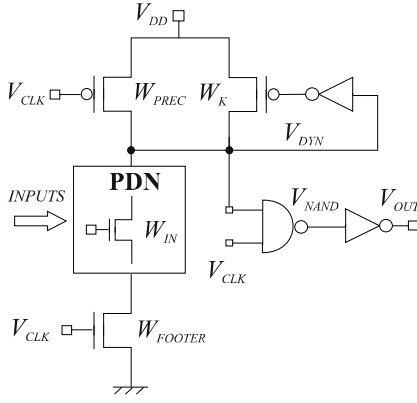 V_DD
V_CLK
W_PREC
W_K
V_DYN
PDN
INPUTS
W_IN
V_NAND
V_OUT
V_CLK
V_CLK
W_FOOTER